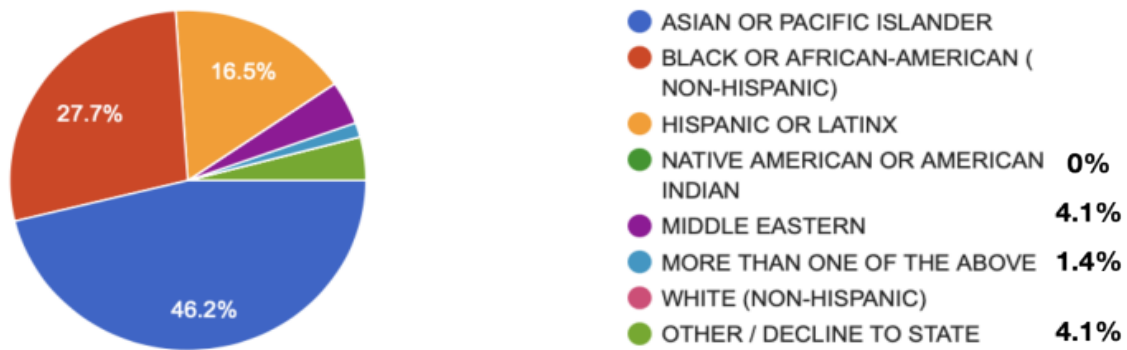 16.5%
27.7%
46.2%
ASIAN OR PACIFIC ISLANDER
BLACK OR AFRICAN-AMERICAN (
NON-HISPANIC)
HISPANIC OR LATINX
NATIVE AMERICAN OR AMERICAN 0%
INDIAN
MIDDLE EASTERN 4.1%
MORE THAN ONE OF THE ABOVE 1.4%
WHITE (NON-HISPANIC)
OTHER / DECLINE TO STATE 4.1%